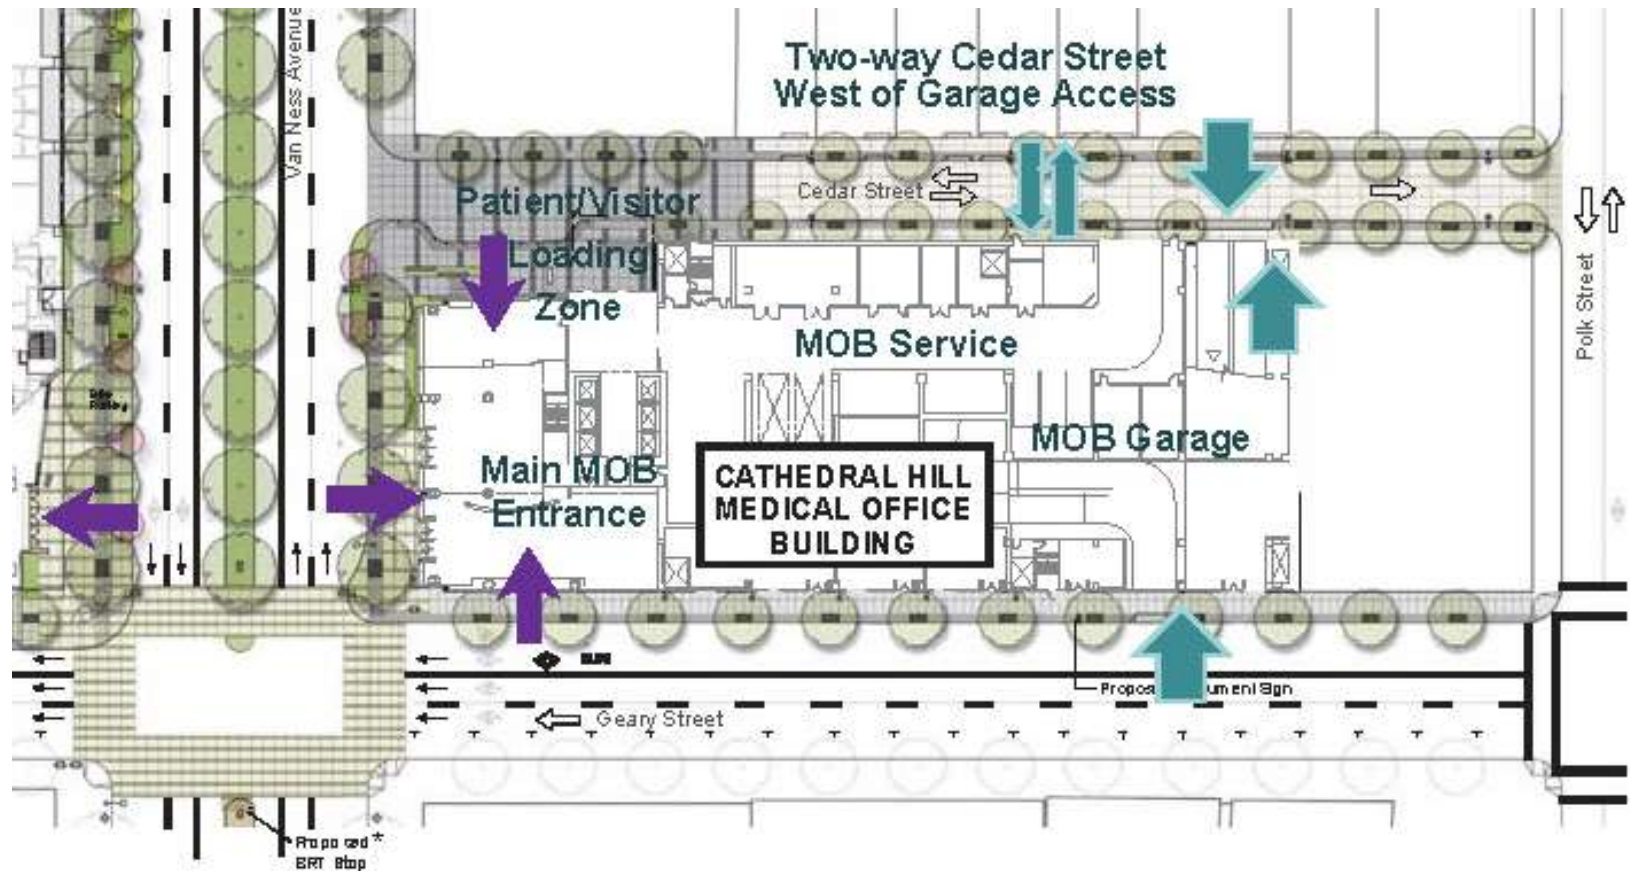 Van Ness Avenue
Two-way Cedar Street
West of Garage Access
Cedar Street
Patient/Visitor
Loading
Zone
Polk Street
MOB Service
MOB Garage
Main MOB
Entrance
CATHEDRAL HILL
MEDICAL OFFICE
BUILDING
Sign
Geary Street
Proposed *
BRT Stop